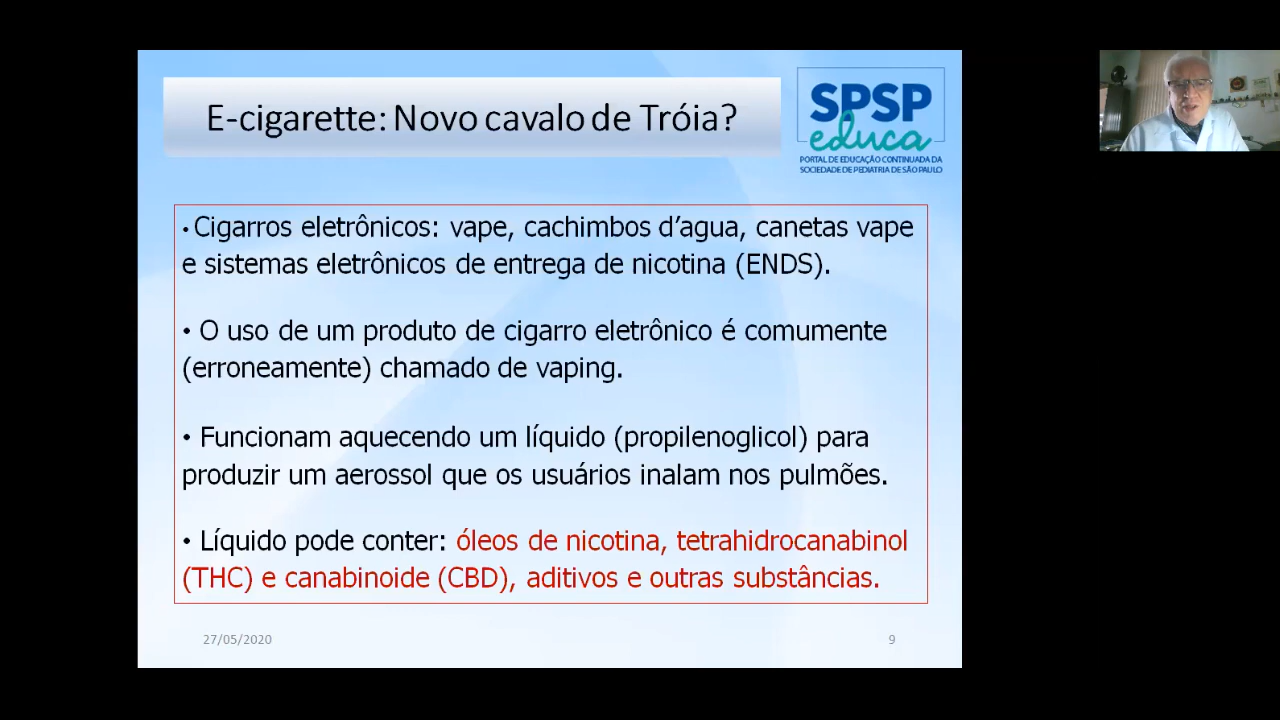 E-cigarette: Novo cavalo de Tróia?
SPSP
educa
PORTAL DE EDUCAÇÃO CONTINUADA DA
SOCIEDADE DE PEDIATRIA DE SÃO PAULO
• Cigarros eletrônicos: vape, cachimbos d’agua, canetas vape
e sistemas eletrônicos de entrega de nicotina (ENDS).
• O uso de um produto de cigarro eletrônico é comumente
(erroneamente) chamado de vaping.
• Funcionam aquecendo um líquido (propilenoglicol) para
produzir um aerossol que os usuários inalam nos pulmões.
• Líquido pode conter: óleos de nicotina, tetrahidrocanabinol
(THC) e canabinoide (CBD), aditivos e outras substâncias.
27/05/2020
9